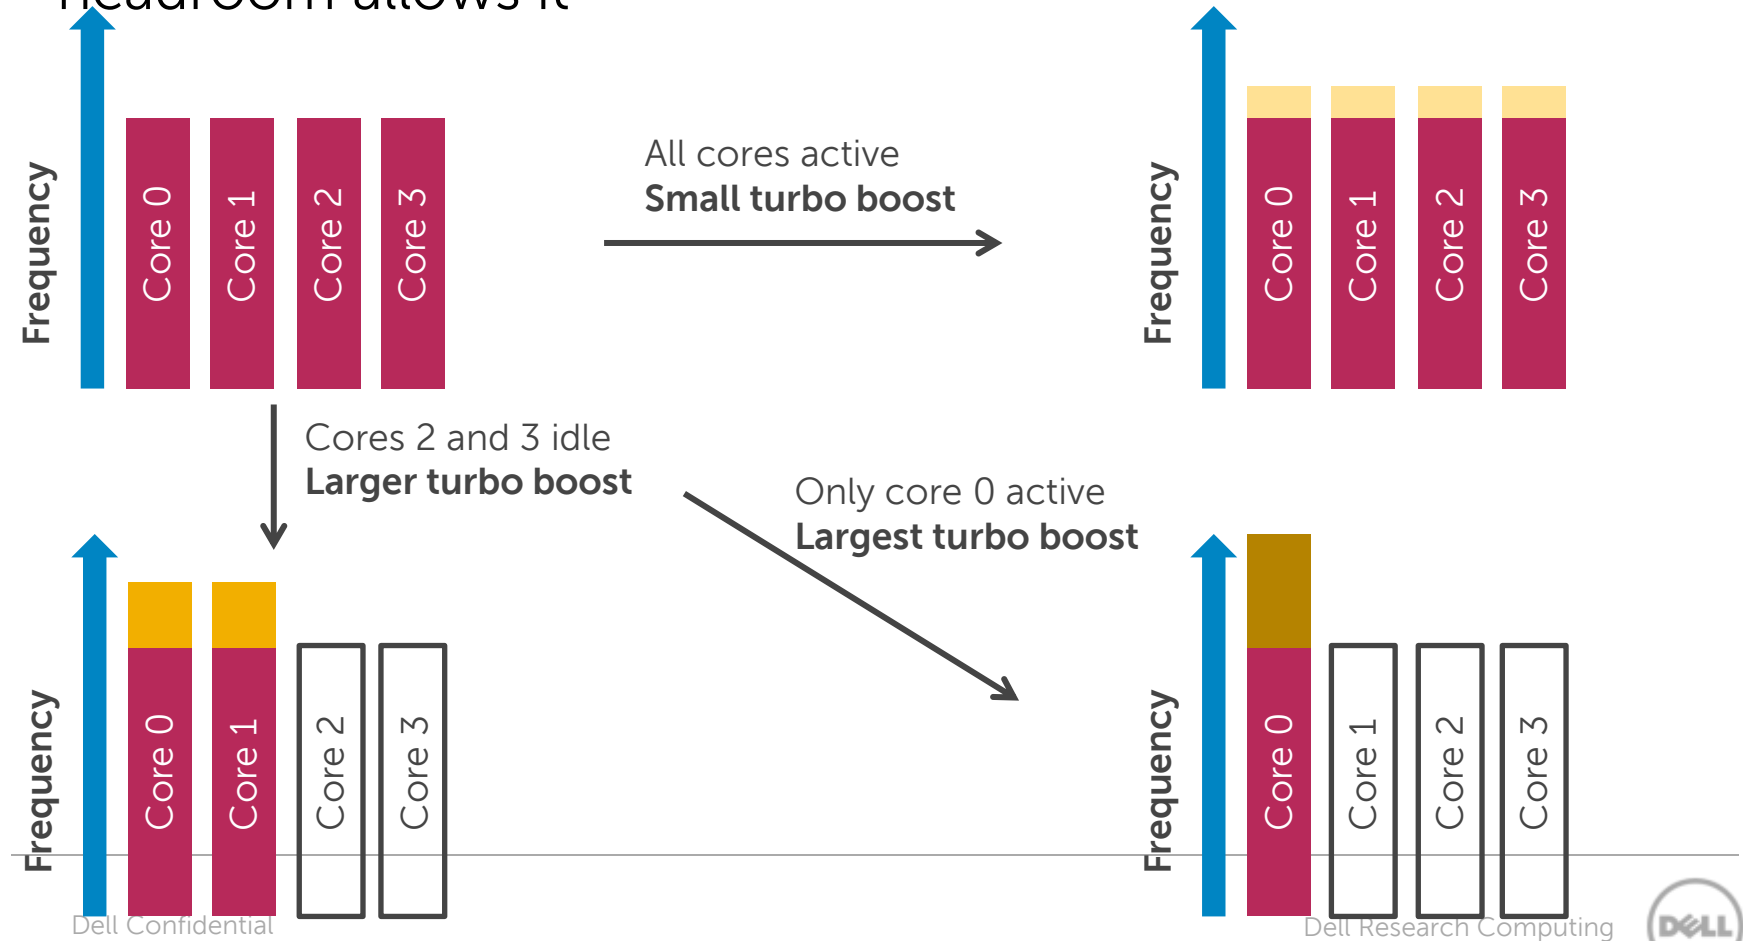 headroom allows it
Frequency
Core 0
Core 1
Core 2
Core 3
All cores active
Small turbo boost
Frequency
Core 0
Core 1
Core 2
Core 3
Cores 2 and 3 idle
Larger turbo boost
Only core 0 active
Largest turbo boost
Frequency
Core 0
Core 1
Core 2
Core 3
Frequency
Core 0
Core 1
Core 2
Core 3
Dell Confidential
Dell Research Computing
DELL